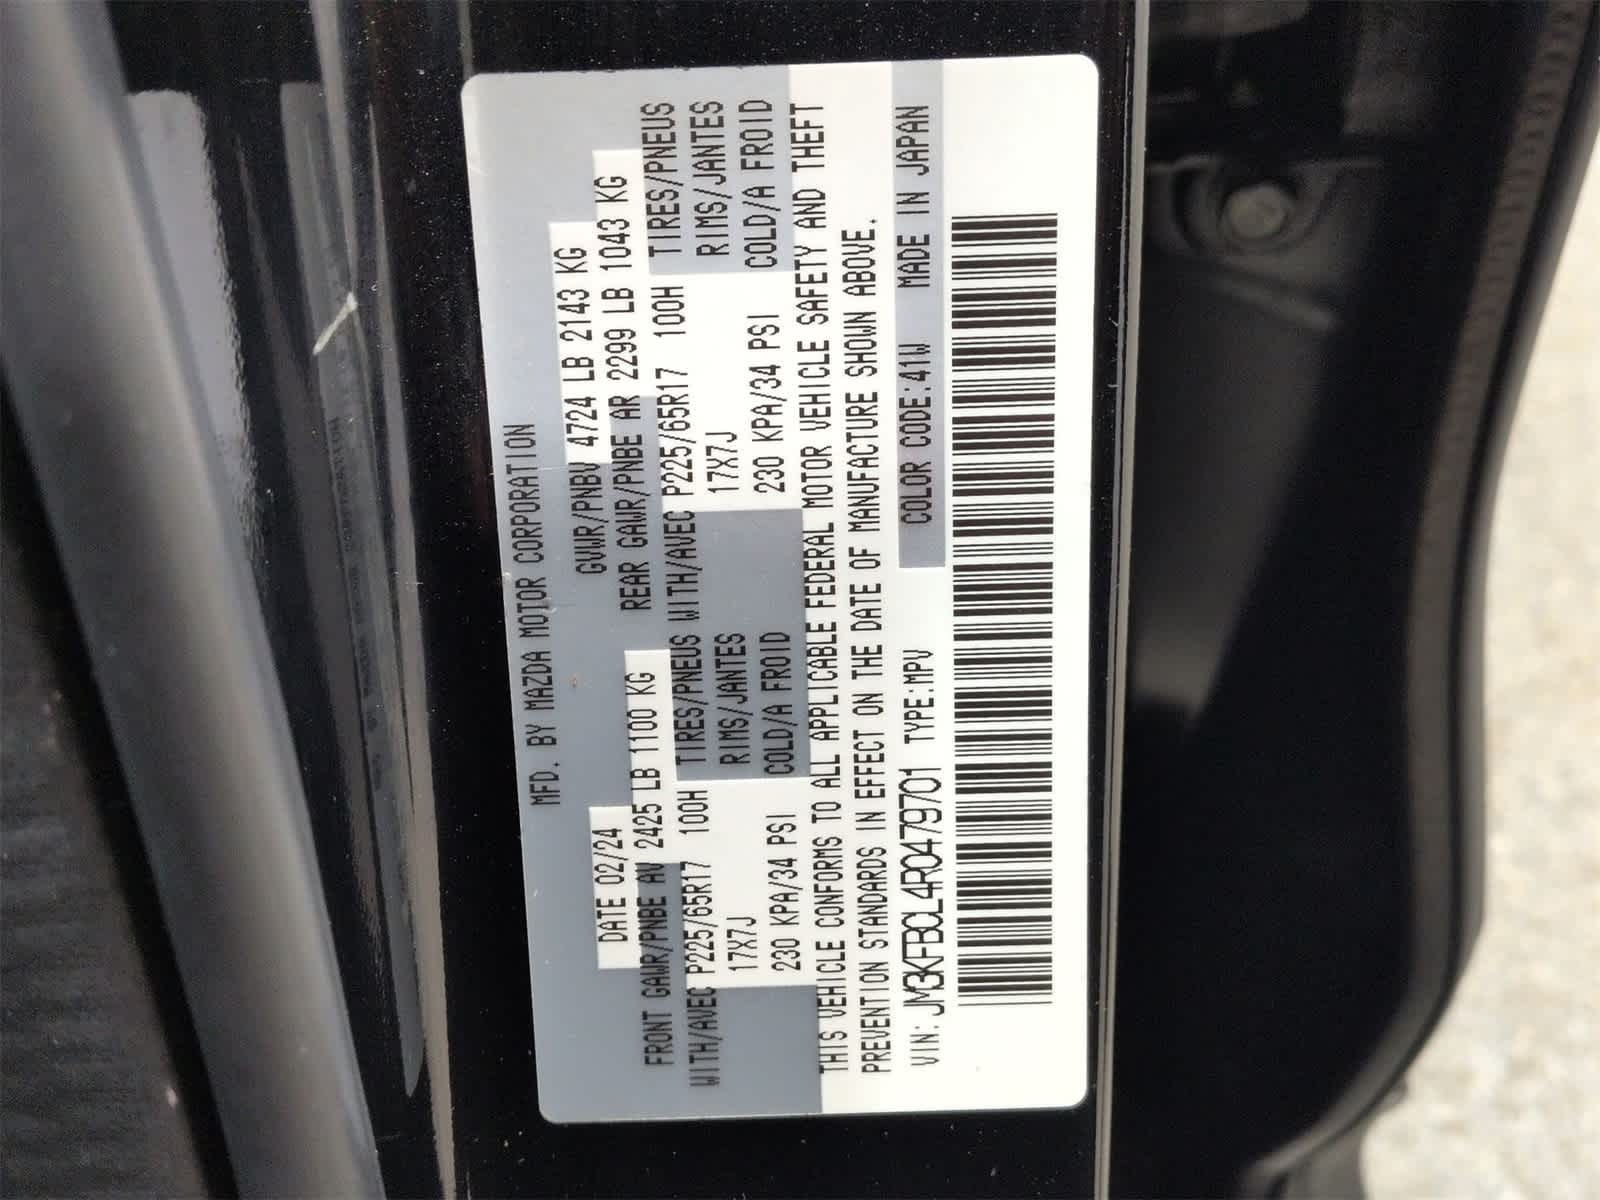 MFD. BY MAZDA MOTOR CORPORATION
DATE 02/24 GVWR/PNBV 4724 LB 2143 KG
FRONT GAWR/PNBE AV 2425 LB 1100 KG REAR GAWR/PNBE AR 2299 LB 1043 KG
WITH/AVEC P225/65R17 100H TIRES/PNEUS WITH/AVEC P225/65R17 100H TIRES/PNEUS
17X7J RIMS/JANTES 17X7J RIMS/JANTES
230 KPA/34 PSI COLD/A FROID 230 KPA/34 PSI COLD/A FROID
THIS VEHICLE CONFORMS TO ALL APPLICABLE FEDERAL MOTOR VEHICLE SAFETY AND THEFT
PREVENTION STANDARDS IN EFFECT ON THE DATE OF MANUFACTURE SHOWN ABOVE.
VIN: JM3KFBCL4R0479701 TYPE:MPV COLOR CODE:41W MADE IN JAPAN